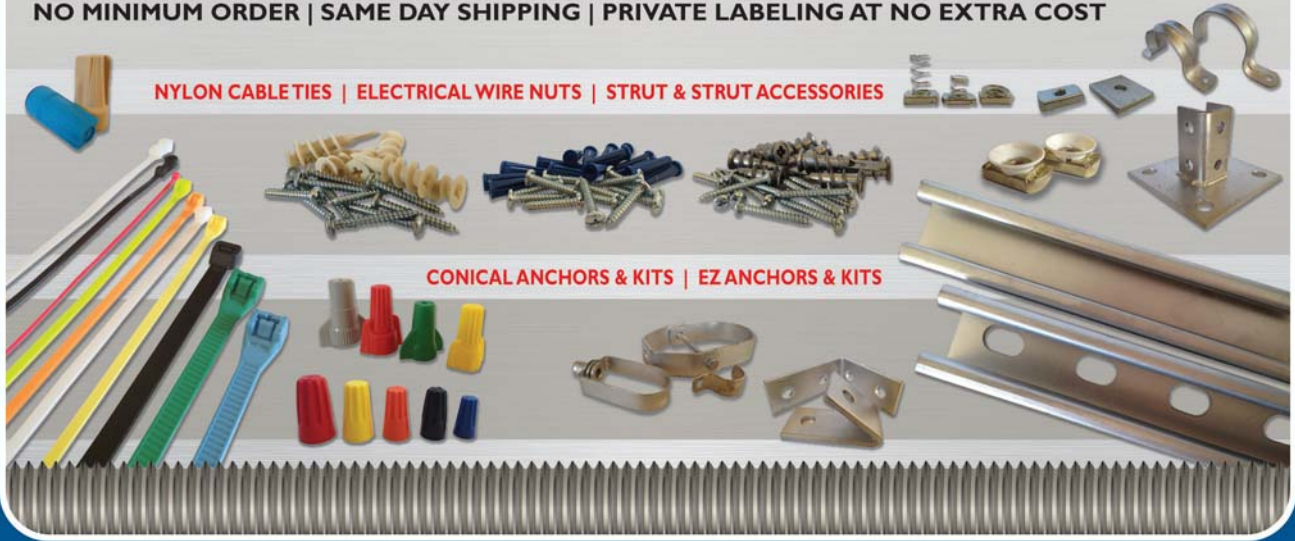 NO MINIMUM ORDER | SAME DAY SHIPPING | PRIVATE LABELING AT NO EXTRA COST
NYLON CABLE TIES | ELECTRICAL WIRE NUTS | STRUT & STRUT ACCESSORIES
CONICAL ANCHORS & KITS | EZ ANCHORS & KITS